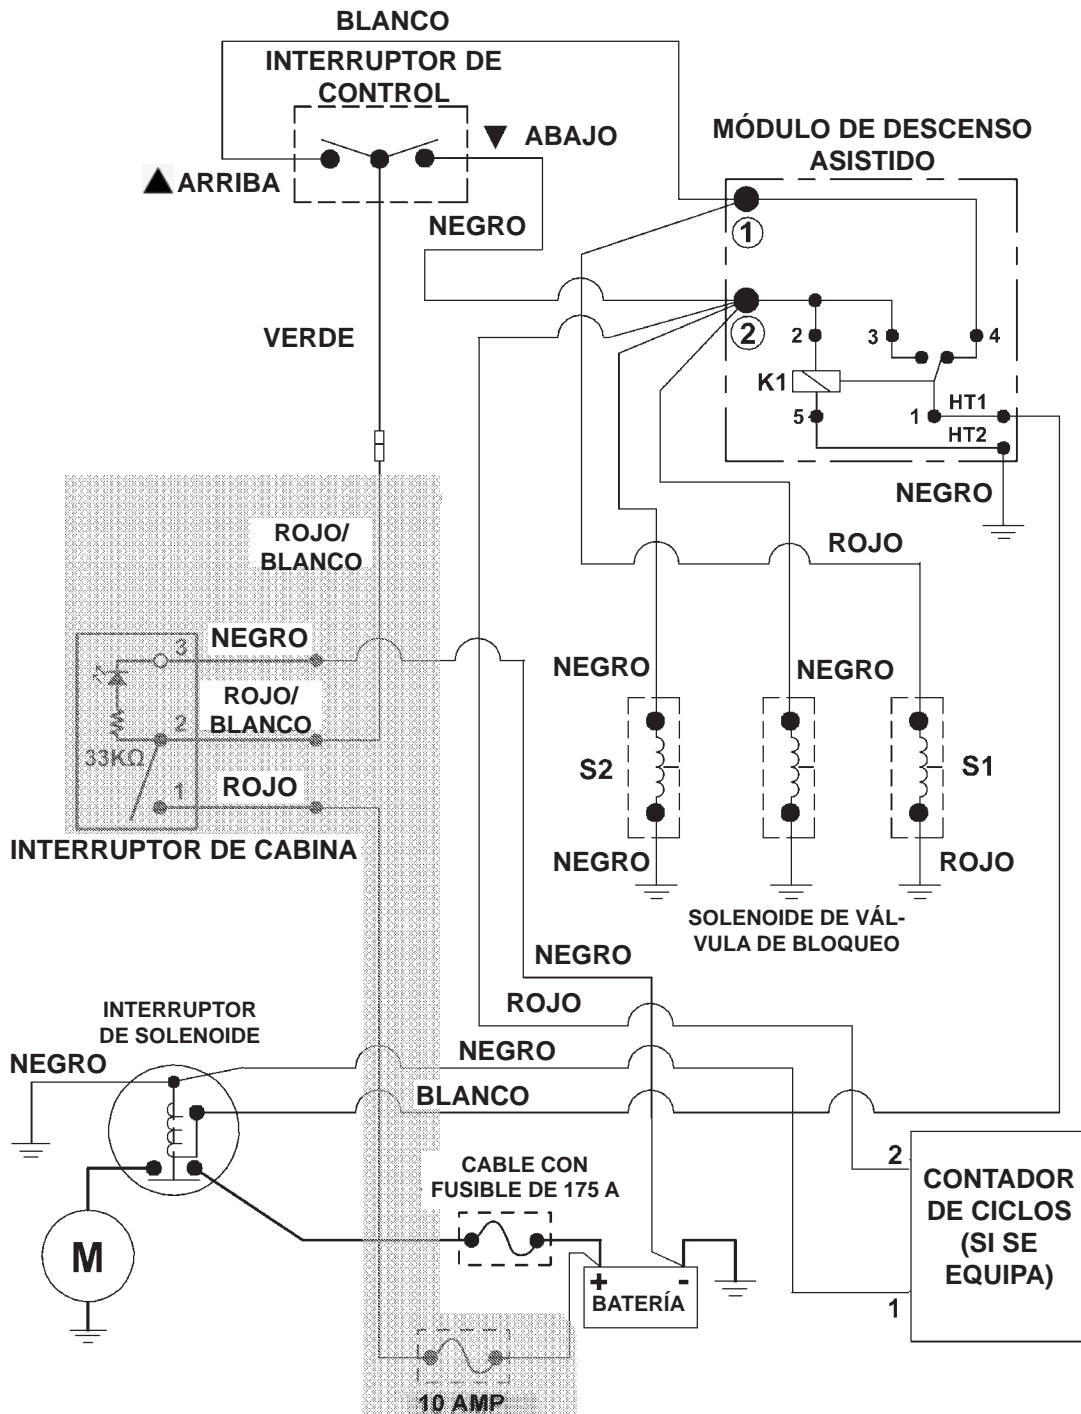 BLANCO
INTERRUPTOR DE
CONTROL
▼ ABAJO
▲ ARRIBA
NEGRO
MÓDULO DE DESCENSO
ASISTIDO
1
2
2
3
4
K1
5
1
HT1
HT2
NEGRO
VERDE
ROJO/
BLANCO
ROJO
3
NEGRO
ROJO/
BLANCO
2
33KΩ
1
ROJO
INTERRUPTOR DE CABINA
NEGRO
NEGRO
S2
S1
NEGRO
ROJO
SOLENOIDE DE VÁL-
VULA DE BLOQUEO
NEGRO
ROJO
INTERRUPTOR
DE SOLENOIDE
NEGRO
NEGRO
BLANCO
CABLE CON
FUSIBLE DE 175 A
M
+ -
BATERÍA
10 AMP
2
1
CONTADOR
DE CICLOS
(SI SE
EQUIPA)